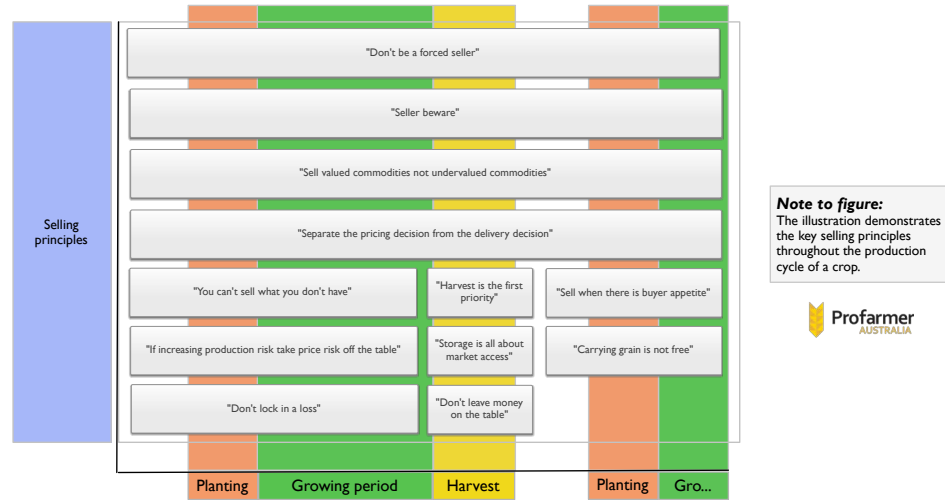 "Don't be a forced seller"
"Seller beware"
"Sell valued commodities not undervalued commodities"
Selling
principles
"Separate the pricing decision from the delivery decision"
"You can't sell what you don't have"
"Harvest is the first
priority"
"Sell when there is buyer appetite"
"If increasing production risk take price risk off the table"
"Storage is all about
market access"
"Carrying grain is not free"
"Don't lock in a loss"
"Don't leave money
on the table"
Planting
Growing period
Harvest
Planting
Gro...
Note to figure:
The illustration demonstrates
the key selling principles
throughout the production
cycle of a crop.
Profarmer
AUSTRALIA